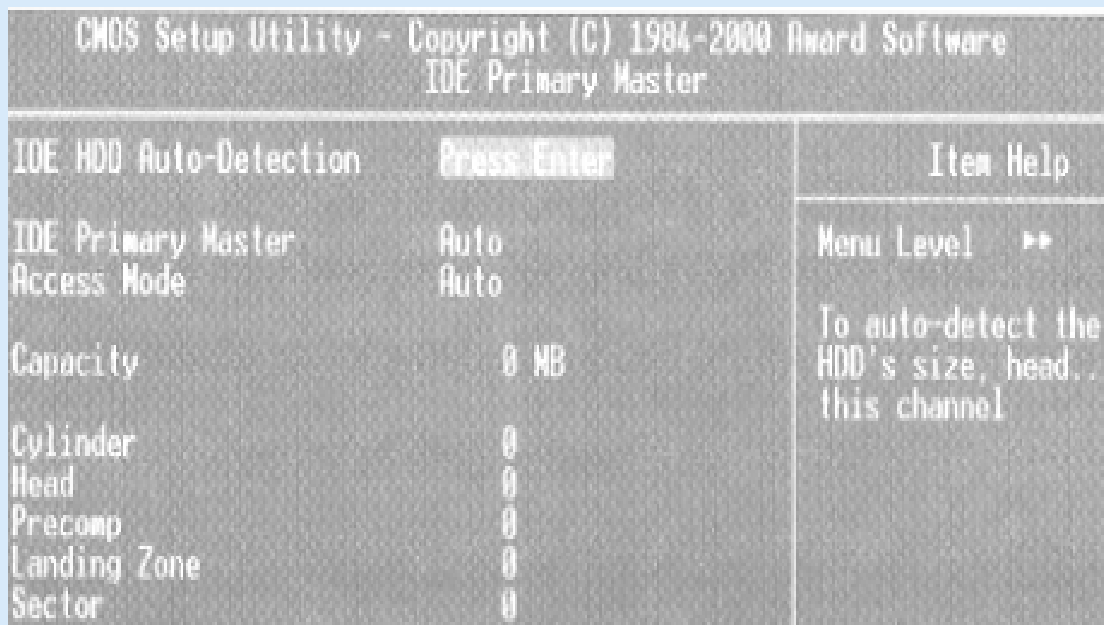 CMOS Setup Utility - Copyright (C) 1984-2000 Award Software
IDE Primary Master
IDE HDD Auto-Detection Press Enter
IDE Primary Master Auto
Access Mode Auto
Capacity 0 MB
Cylinder 0
Head 0
Precomp 0
Landing Zone 0
Sector 0
Item Help
Menu Level ▸▸
To auto-detect the
HDD's size, head..
this channel